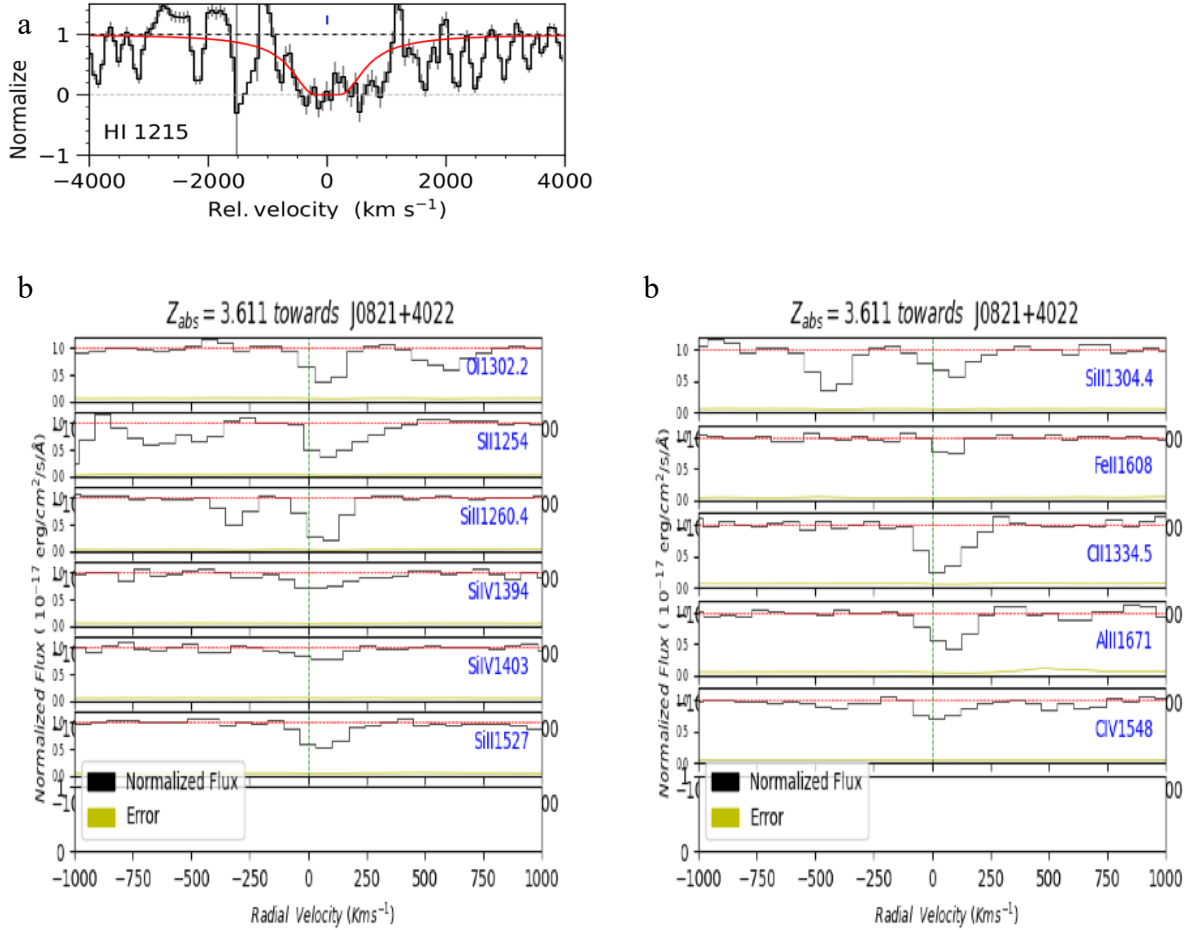 a
1
0
−1
Normalize
HI 1215
−4000 −2000 0 2000 4000
Rel. velocity (km s⁻¹)
b
Z_abs = 3.611 towards J0821+4022
OI1302.2
SII1254
SiII1260.4
SiIV1394
SiIV1403
SiII1527
Normalized Flux ( 10⁻¹⁷ erg/cm²/s/Å)
Normalized Flux
Error
0
−1000 −750 −500 −250 0 250 500 750 1000
Radial Velocity (Kms⁻¹)
b
Z_abs = 3.611 towards J0821+4022
SiII1304.4
FeII1608
CII1334.5
AlII1671
CIV1548
Normalized Flux ( 10⁻¹⁷ erg/cm²/s/Å)
Normalized Flux
Error
0
−1000 −750 −500 −250 0 250 500 750 1000
Radial Velocity (Kms⁻¹)